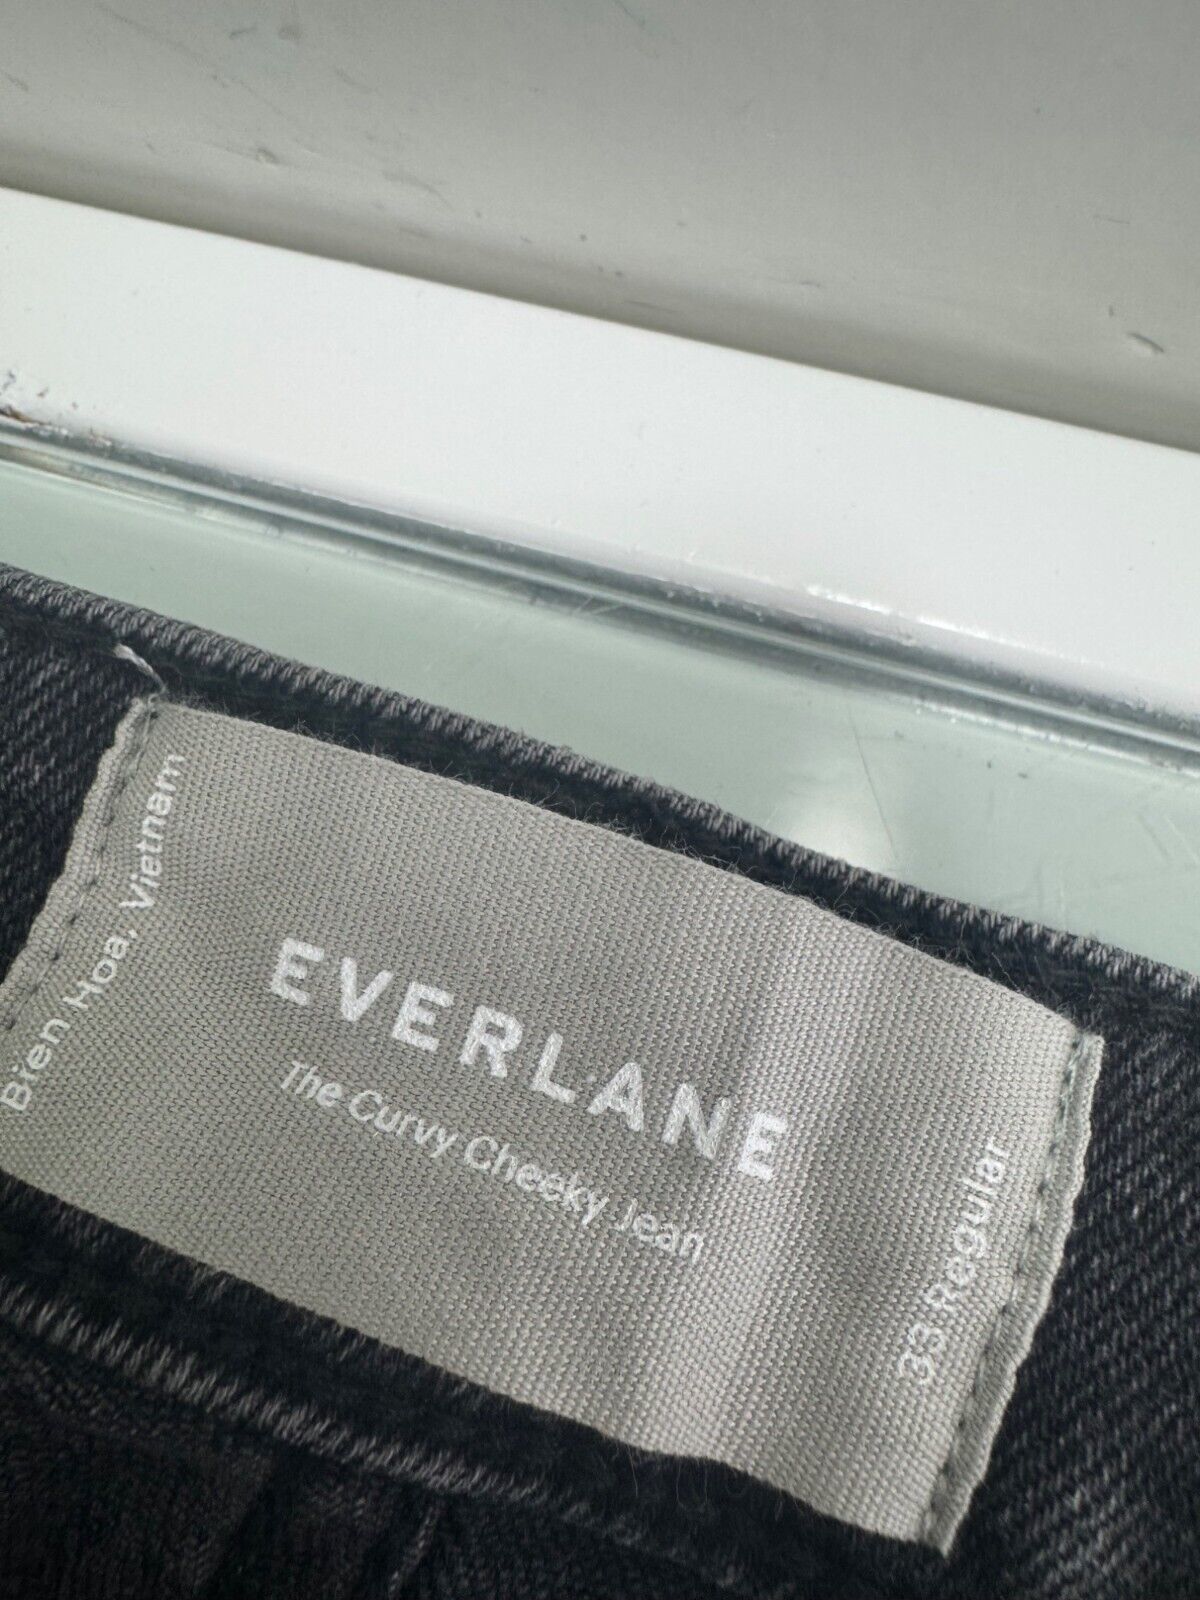 Bien Hoa, Vietnam
EVERLANE
The Curvy Cheeky Jean
33 Regular